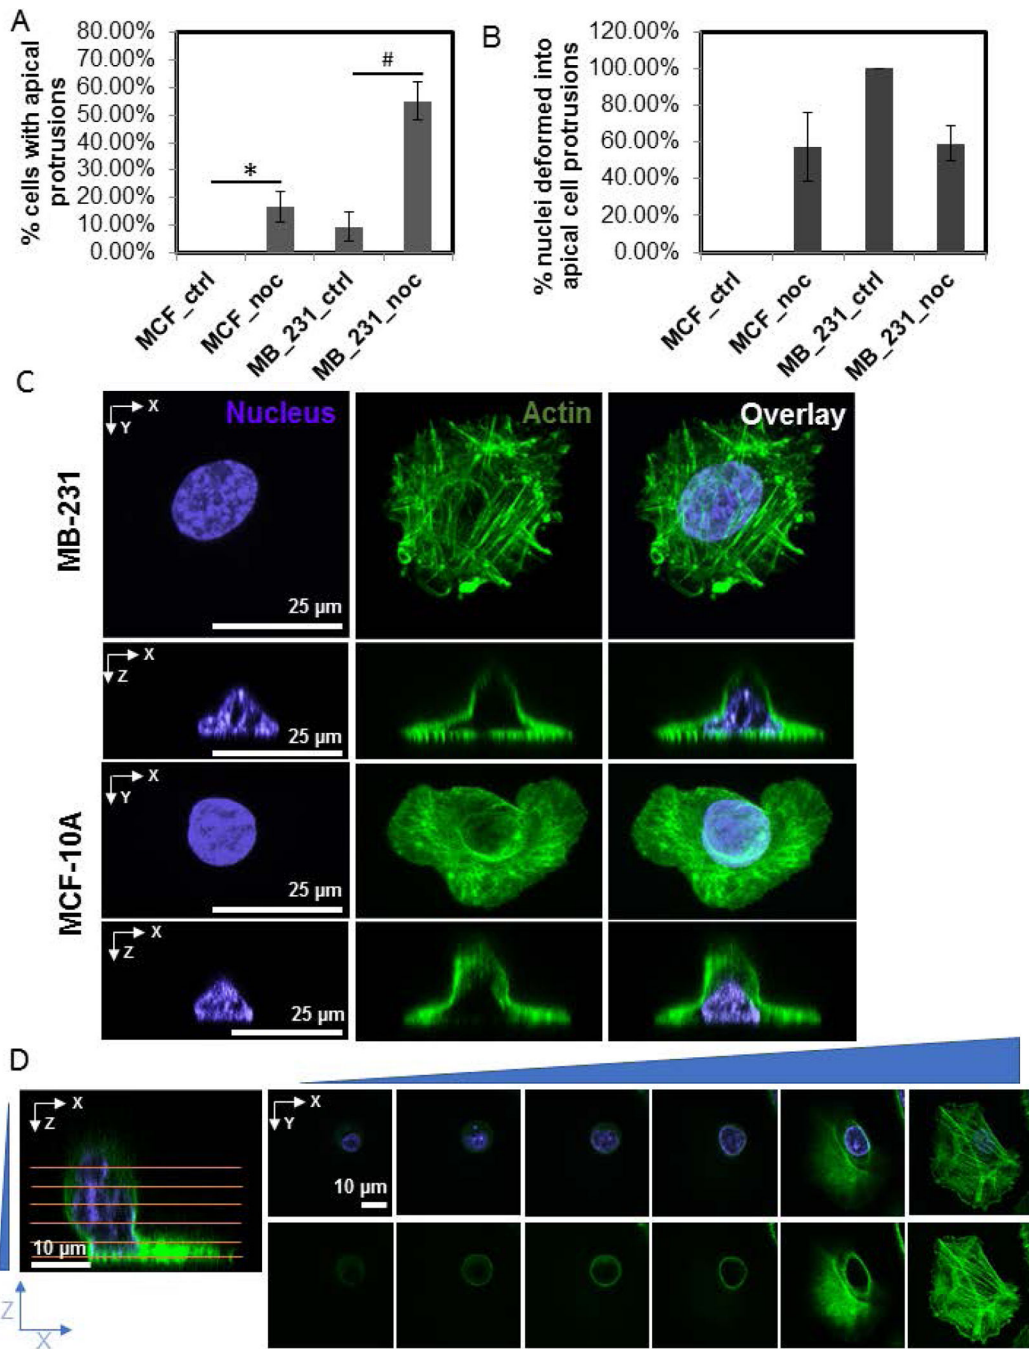 A
% cells with apical
protrusions
80.00%
70.00%
60.00%
50.00%
40.00%
30.00%
20.00%
10.00%
0.00%
*
#
MCF_ctrl
MCF_noc
MB_231_ctrl
MB_231_noc
B
% nuclei deformed into
apical cell protrusions
120.00%
100.00%
80.00%
60.00%
40.00%
20.00%
0.00%
MCF_ctrl
MCF_noc
MB_231_ctrl
MB_231_noc
C
MB-231
X
Y
Nucleus
Actin
Overlay
25 µm
X
Z
25 µm
MCF-10A
X
Y
25 µm
X
Z
25 µm
D
X
Z
10 µm
Z
X
X
Y
10 µm